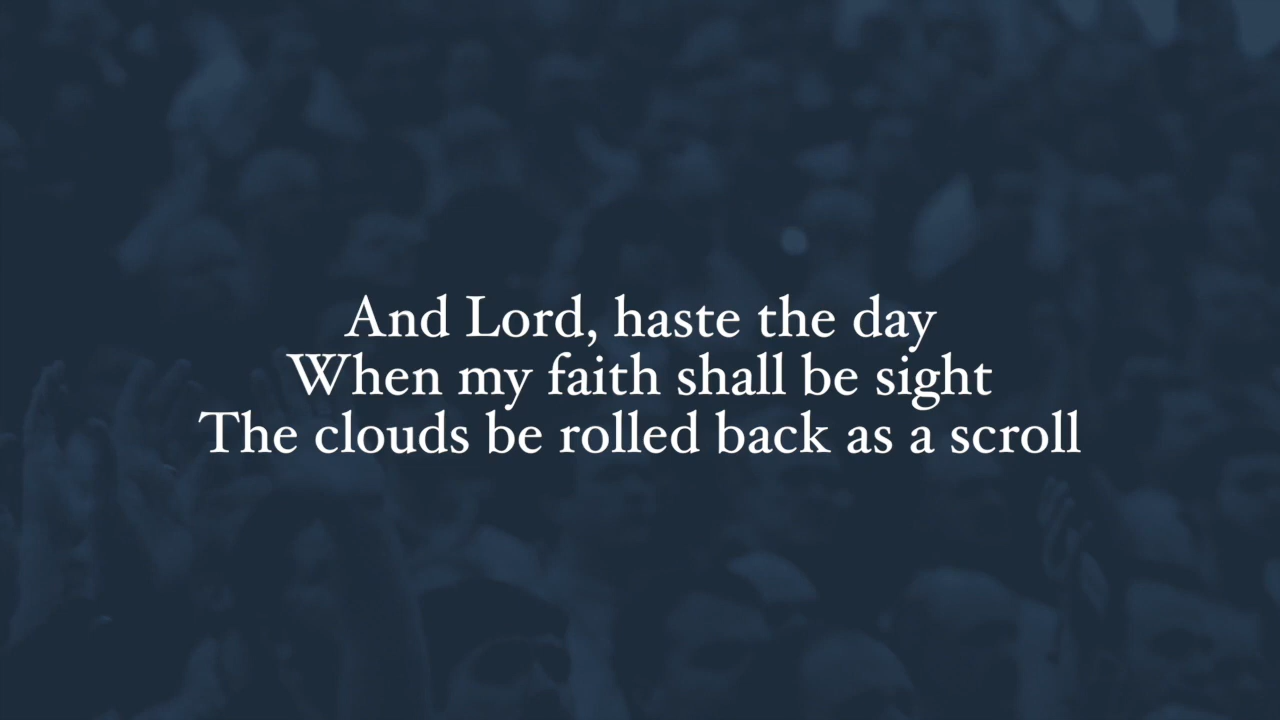 And Lord, haste the day
When my faith shall be sight
The clouds be rolled back as a scroll